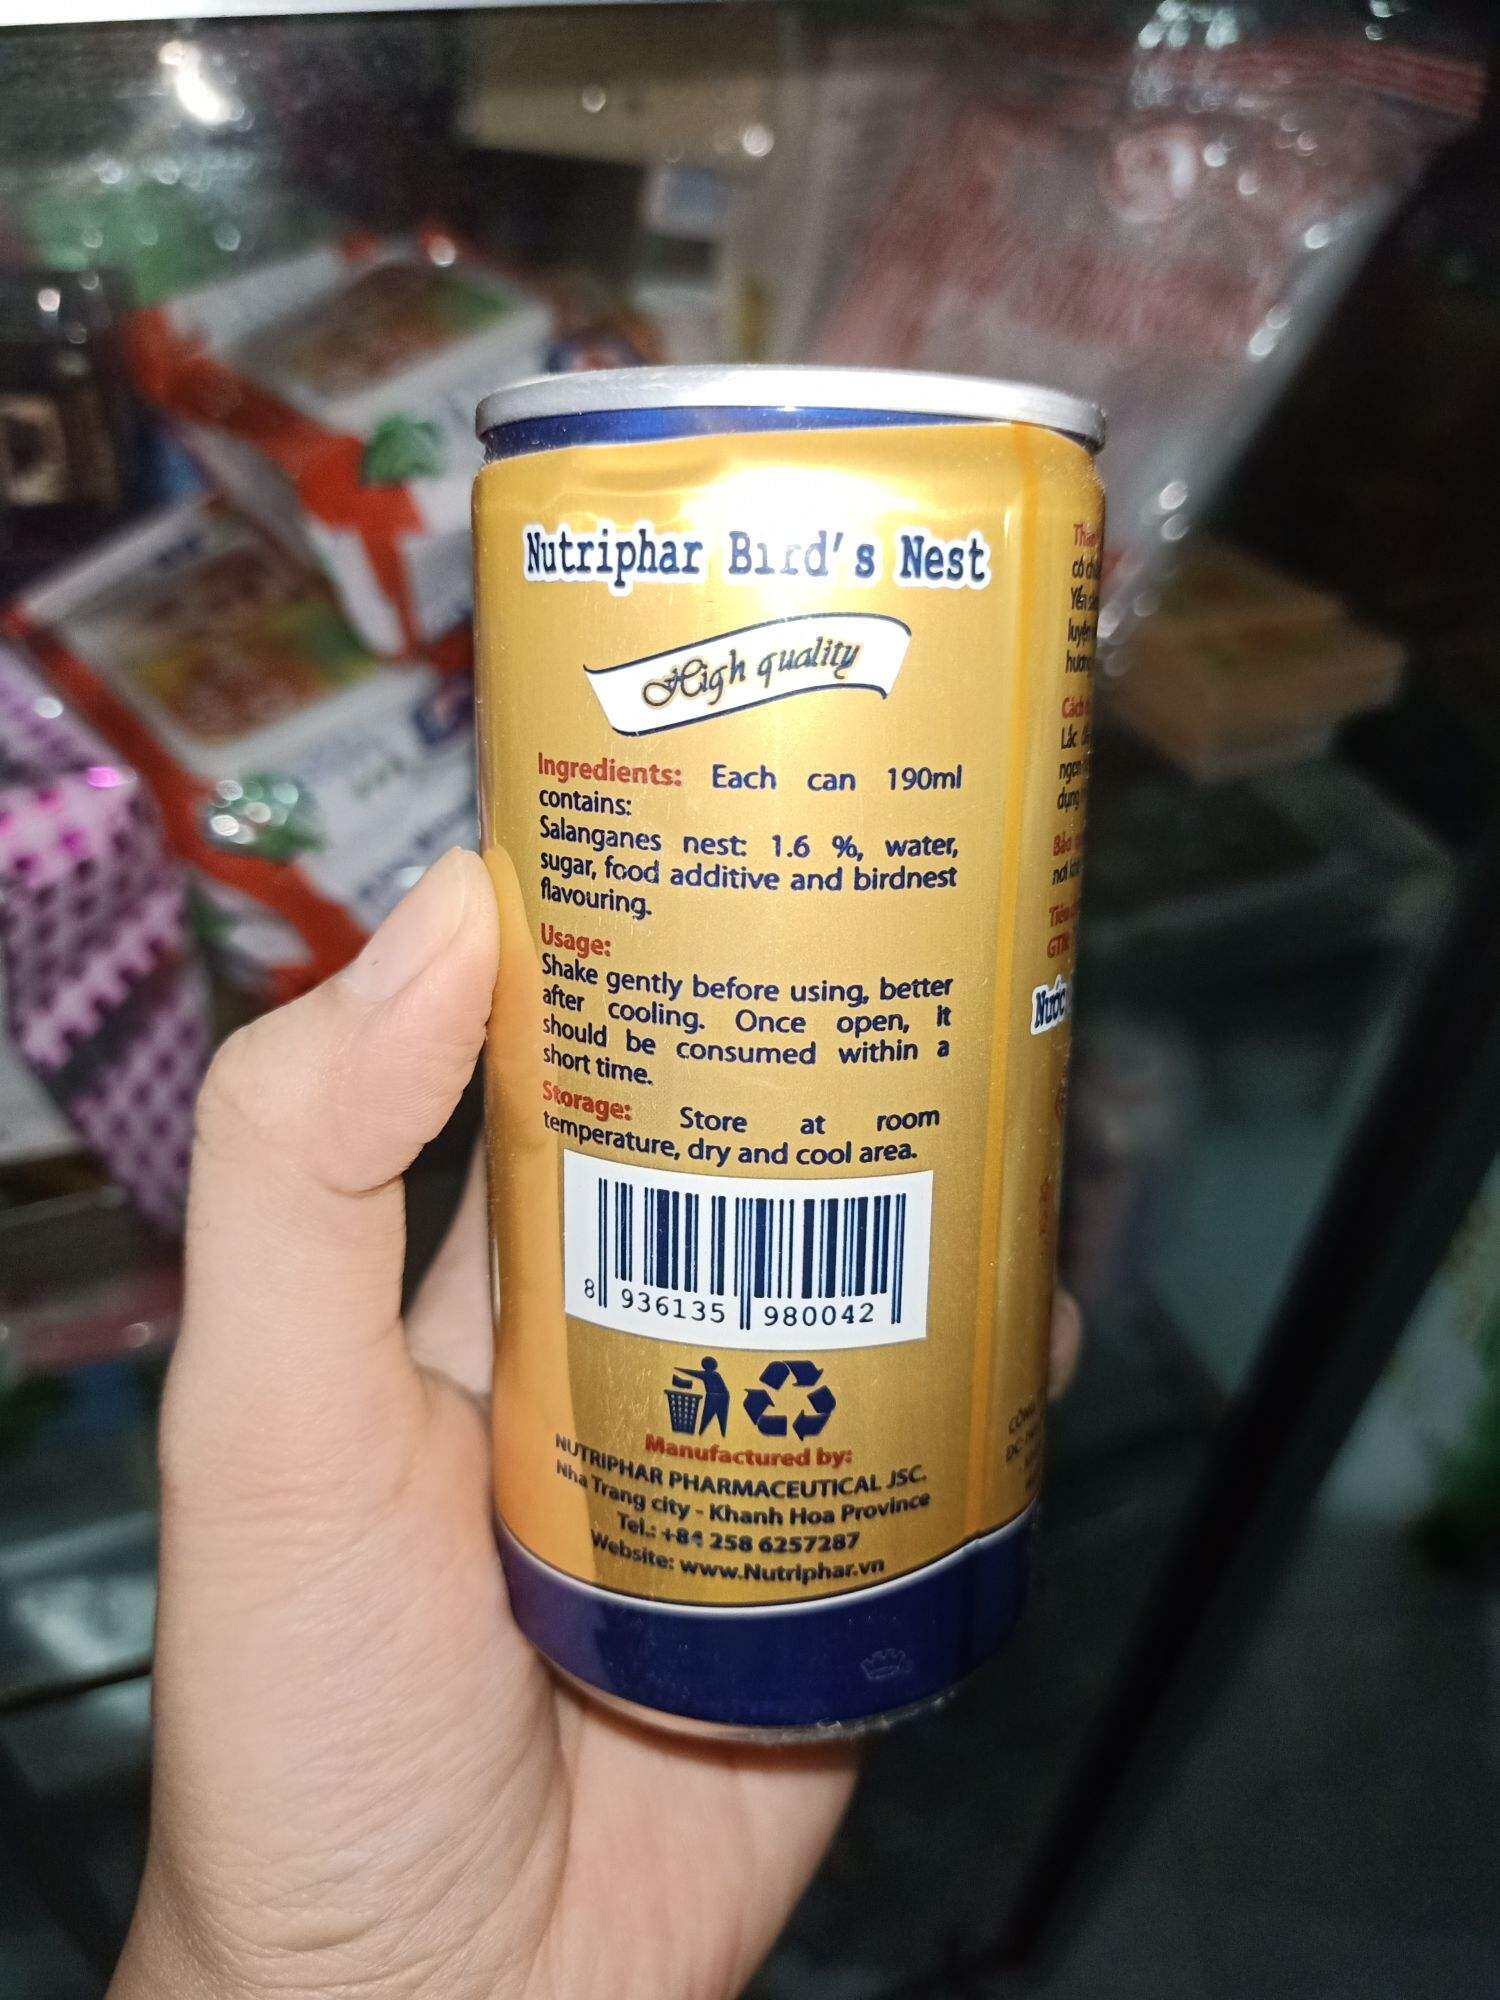 Nutriphar Bird's Nest
High quality
Ingredients: Each can 190ml
contains:
Salanganes nest: 1.6 %, water,
sugar, food additive and birdnest
flavouring.
Usage:
Shake gently before using, better
after cooling. Once open, it
should be consumed within a
short time.
Storage: Store at room
temperature, dry and cool area.
8 936135 980042
Manufactured by:
NUTRIPHAR PHARMACEUTICAL JSC.
Nha Trang city - Khanh Hoa Province
Tel.: +84 258 6257287
Website: www.Nutriphar.vn
Yến
Lắc
Nước